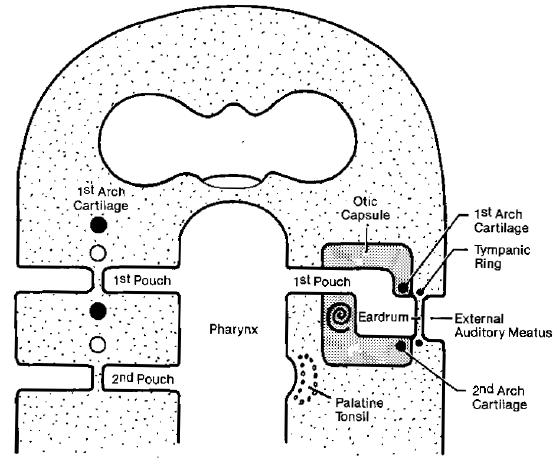 1st Arch
Cartilage
1st Pouch
2nd Pouch
Pharynx
Otic
Capsule
1st Pouch
Eardrum
Palatine
Tonsil
1st Arch
Cartilage
Tympanic
Ring
External
Auditory Meatus
2nd Arch
Cartilage